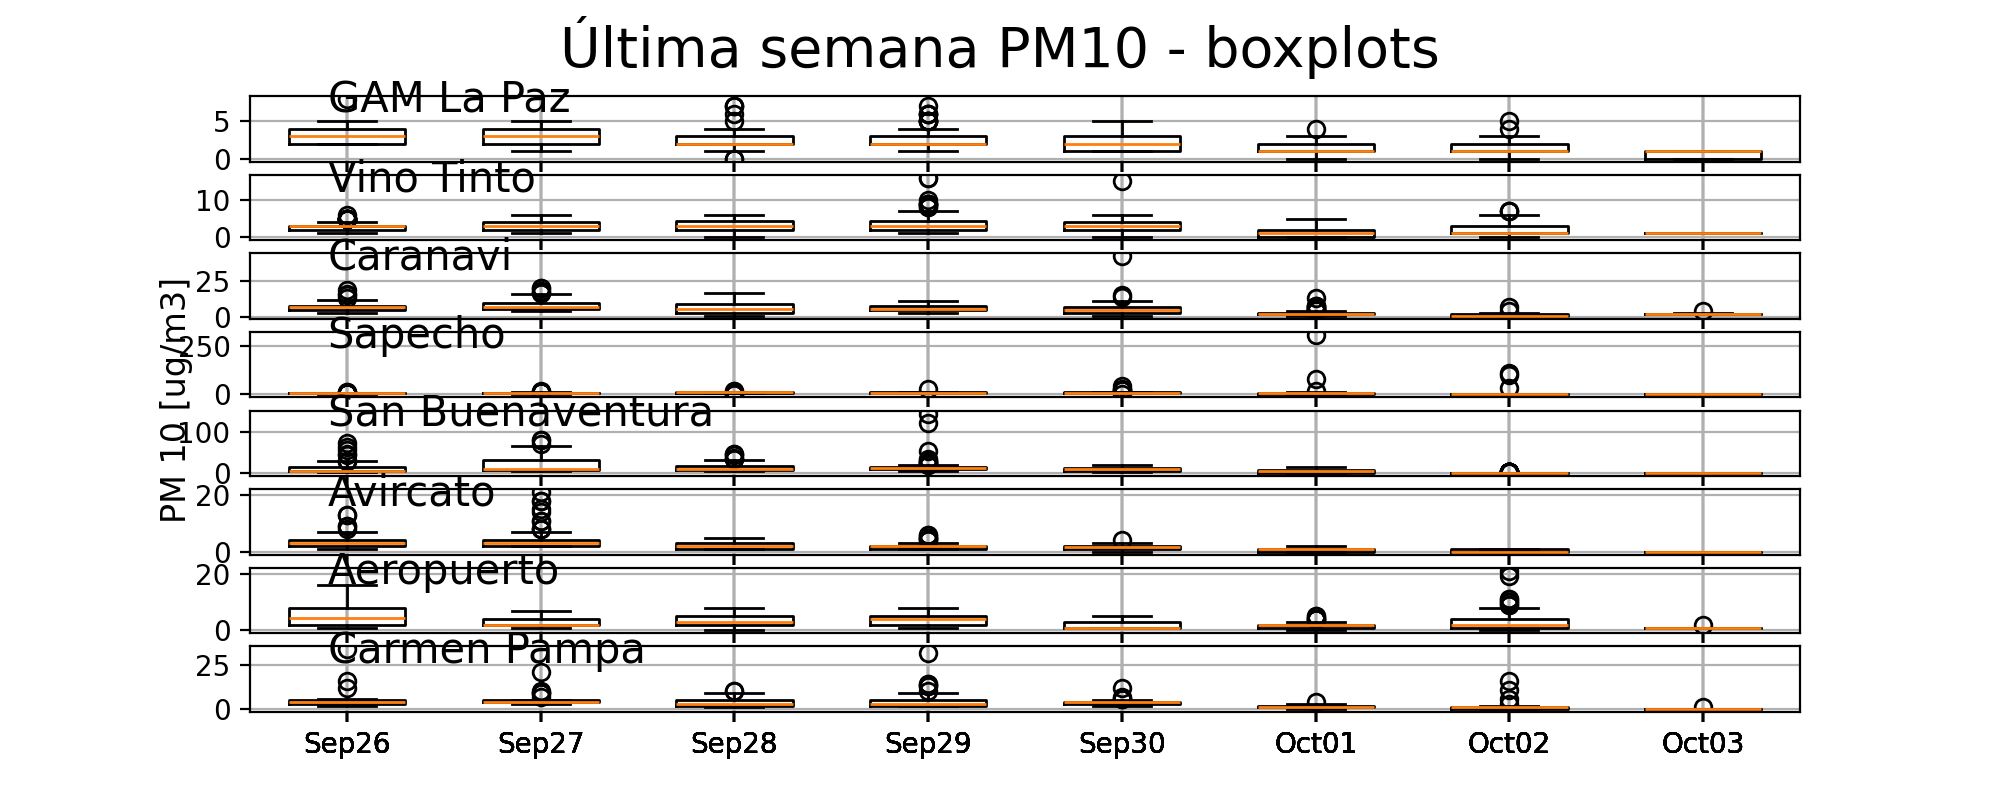 Última semana PM10 - boxplots
GAM La Paz
5
0
Vino Tinto
10
0
Caranavi
25
0
Sapecho
250
0
San Buenaventura
100
0
Avircato
20
0
Aeropuerto
20
0
Carmen Pampa
25
0
PM 10 [ug/m3]
Sep26 Sep27 Sep28 Sep29 Sep30 Oct01 Oct02 Oct03